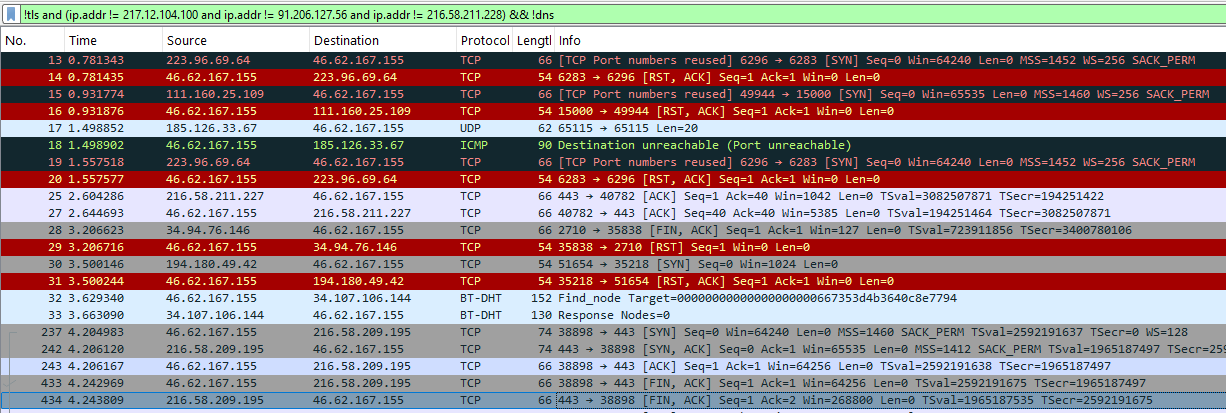 !tls and (ip.addr != 217.12.104.100 and ip.addr != 91.206.127.56 and ip.addr != 216.58.211.228) && !dns
No. Time Source Destination Protocol Lengtl Info
13 0.781343 223.96.69.64 46.62.167.155 TCP 66 [TCP Port numbers reused] 6296 → 6283 [SYN] Seq=0 Win=64240 Len=0 MSS=1452 WS=256 SACK_PERM
14 0.781435 46.62.167.155 223.96.69.64 TCP 54 6283 → 6296 [RST, ACK] Seq=1 Ack=1 Win=0 Len=0
15 0.931774 111.160.25.109 46.62.167.155 TCP 66 [TCP Port numbers reused] 49944 → 15000 [SYN] Seq=0 Win=65535 Len=0 MSS=1460 WS=256 SACK_PERM
16 0.931876 46.62.167.155 111.160.25.109 TCP 54 15000 → 49944 [RST, ACK] Seq=1 Ack=1 Win=0 Len=0
17 1.498852 185.126.33.67 46.62.167.155 UDP 62 65115 → 65115 Len=20
18 1.498902 46.62.167.155 185.126.33.67 ICMP 90 Destination unreachable (Port unreachable)
19 1.557518 223.96.69.64 46.62.167.155 TCP 66 [TCP Port numbers reused] 6296 → 6283 [SYN] Seq=0 Win=64240 Len=0 MSS=1452 WS=256 SACK_PERM
20 1.557577 46.62.167.155 223.96.69.64 TCP 54 6283 → 6296 [RST, ACK] Seq=1 Ack=1 Win=0 Len=0
25 2.604286 216.58.211.227 46.62.167.155 TCP 66 443 → 40782 [ACK] Seq=1 Ack=40 Win=1042 Len=0 TSval=3082507871 TSecr=194251422
27 2.644693 46.62.167.155 216.58.211.227 TCP 66 40782 → 443 [ACK] Seq=40 Ack=40 Win=5385 Len=0 TSval=194251464 TSecr=3082507871
28 3.206623 34.94.76.146 46.62.167.155 TCP 66 2710 → 35838 [FIN, ACK] Seq=1 Ack=1 Win=127 Len=0 TSval=723911856 TSecr=3400780106
29 3.206716 46.62.167.155 34.94.76.146 TCP 54 35838 → 2710 [RST] Seq=1 Win=0 Len=0
30 3.500146 194.180.49.42 46.62.167.155 TCP 54 51654 → 35218 [SYN] Seq=0 Win=1024 Len=0
31 3.500244 46.62.167.155 194.180.49.42 TCP 54 35218 → 51654 [RST, ACK] Seq=1 Ack=1 Win=0 Len=0
32 3.629340 46.62.167.155 34.107.106.144 BT-DHT 152 Find_node Target=00000000000000000000667353d4b3640c8e7794
33 3.663090 34.107.106.144 46.62.167.155 BT-DHT 130 Response Nodes=0
237 4.204983 46.62.167.155 216.58.209.195 TCP 74 38898 → 443 [SYN] Seq=0 Win=64240 Len=0 MSS=1460 SACK_PERM TSval=2592191637 TSecr=0 WS=128
242 4.206120 216.58.209.195 46.62.167.155 TCP 74 443 → 38898 [SYN, ACK] Seq=0 Ack=1 Win=65535 Len=0 MSS=1412 SACK_PERM TSval=1965187497 TSecr=259
243 4.206167 46.62.167.155 216.58.209.195 TCP 66 38898 → 443 [ACK] Seq=1 Ack=1 Win=64256 Len=0 TSval=2592191638 TSecr=1965187497
433 4.242969 46.62.167.155 216.58.209.195 TCP 66 38898 → 443 [FIN, ACK] Seq=1 Ack=1 Win=64256 Len=0 TSval=2592191675 TSecr=1965187497
434 4.243809 216.58.209.195 46.62.167.155 TCP 66 443 → 38898 [FIN, ACK] Seq=1 Ack=2 Win=268800 Len=0 TSval=1965187535 TSecr=2592191675